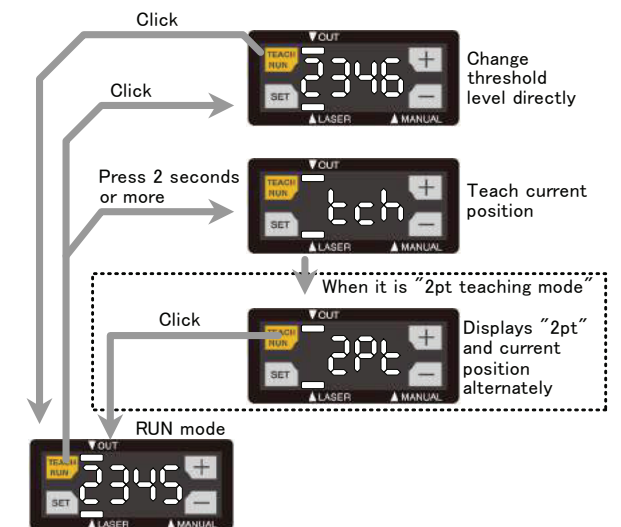 Click
▼OUT
TEACH
RUN
SET
2346
+
−
▲LASER ▲MANUAL
Change
threshold
level directly
Click
Press 2 seconds
or more
▼OUT
TEACH
RUN
SET
tch
+
−
▲LASER ▲MANUAL
Teach current
position
When it is "2pt teaching mode"
Click
▼OUT
TEACH
RUN
SET
2Pt
+
−
▲LASER ▲MANUAL
Displays "2pt"
and current
position
alternately
RUN mode
▼OUT
TEACH
RUN
SET
2345
+
−
▲LASER ▲MANUAL